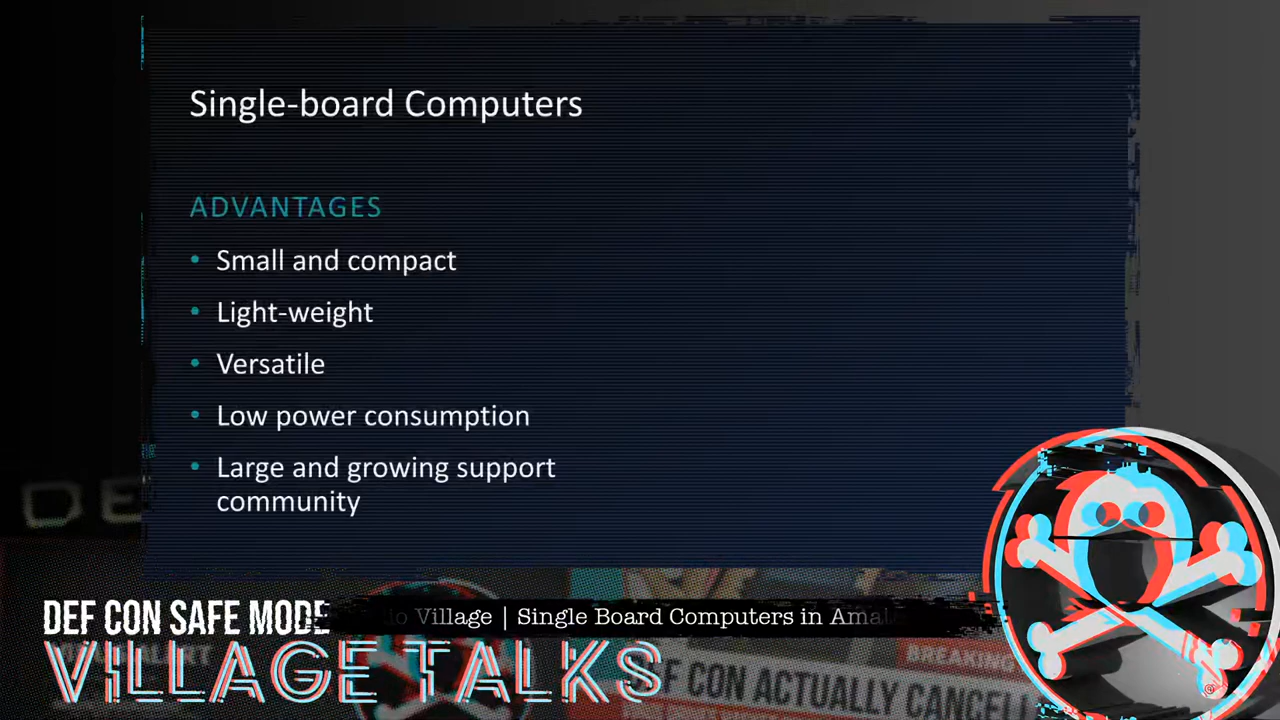 Single-board Computers
ADVANTAGES
• Small and compact
• Light-weight
• Versatile
• Low power consumption
• Large and growing support
community
DEF CON SAFE MODE
Village | Single Board Computers in
VILLAGE TALKS
BREAKING
DEF CON ACTUALLY